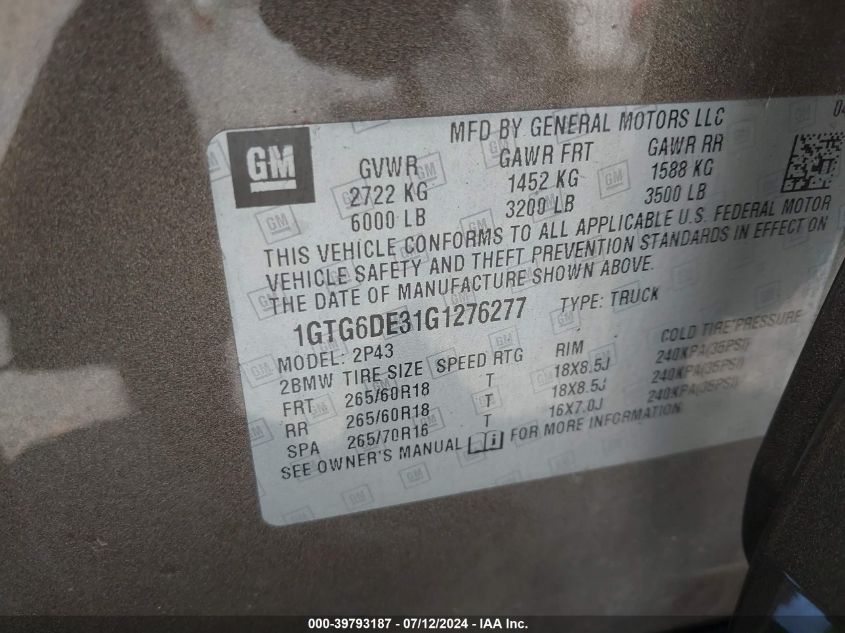 MFD BY GENERAL MOTORS LLC 04
GM GVWR GAWR FRT GAWR RR
2722 KG 1452 KG 1588 KG
6000 LB 3200 LB 3500 LB
THIS VEHICLE CONFORMS TO ALL APPLICABLE U.S. FEDERAL MOTOR
VEHICLE SAFETY AND THEFT PREVENTION STANDARDS IN EFFECT ON
THE DATE OF MANUFACTURE SHOWN ABOVE.
1GTG6DE31G1276277 TYPE: TRUCK
MODEL: 2P43
2BMW TIRE SIZE SPEED RTG RIM COLD TIRE PRESSURE
FRT 265/60R18 T 18X8.5J 240KPA(35PSI)
RR 265/60R18 T 18X8.5J 240KPA(35PSI)
SPA 265/70R16 T 16X7.0J 240KPA(35PSI)
SEE OWNER'S MANUAL FOR MORE INFORMATION
000-39793187 - 07/12/2024 - IAA Inc.